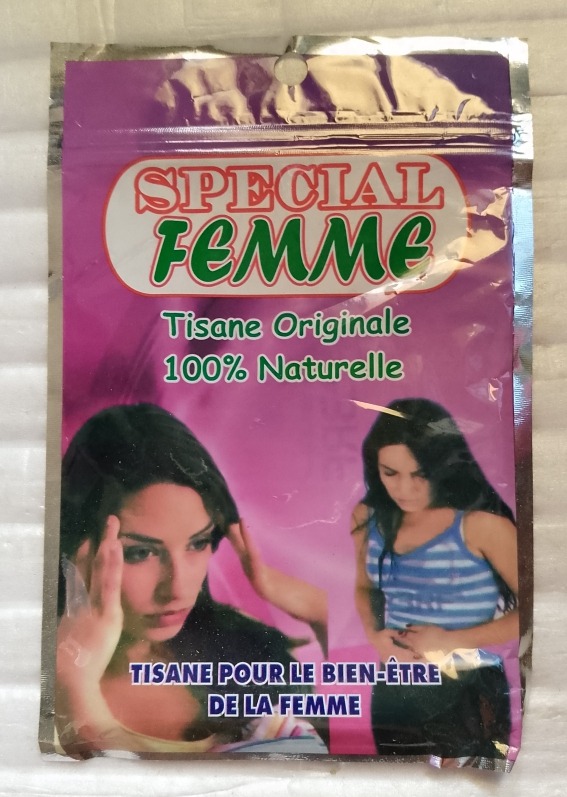 SPECIAL
FEMME
Tisane Originale
100% Naturelle
TISANE POUR LE BIEN-ÊTRE
DE LA FEMME